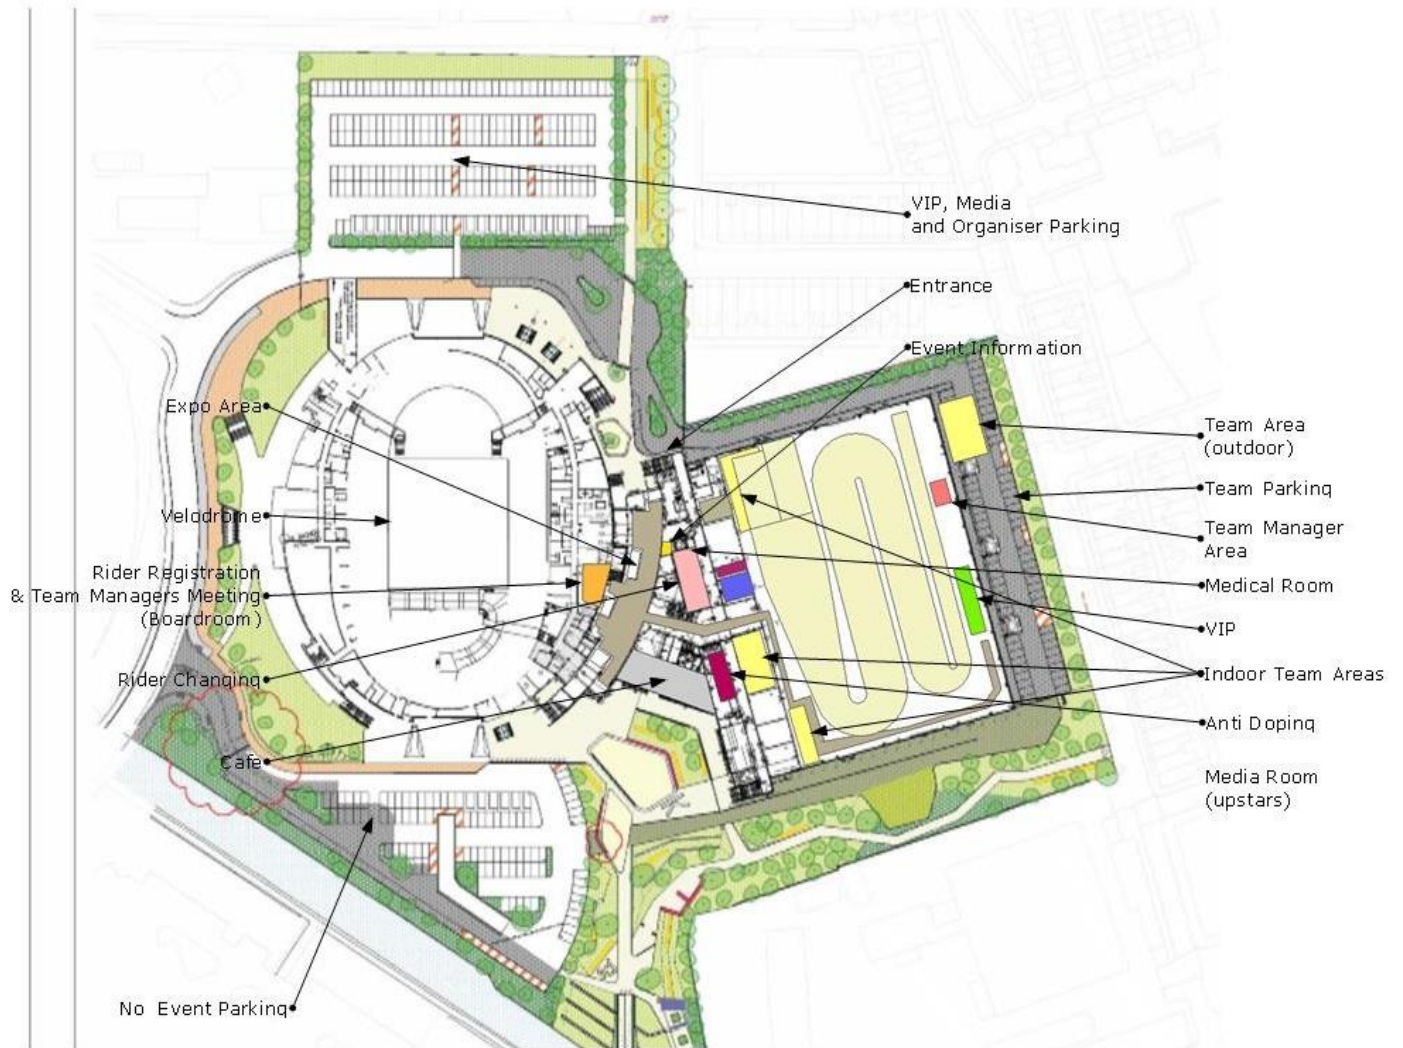 VIP, Media
and Organiser Parking
Entrance
Event Information
Expo Area
Team Area
(outdoor)
Team Parking
Velodrome
Team Manager
Area
Rider Registration
& Team Managers Meeting
(Boardroom)
Medical Room
VIP
Rider Changing
Indoor Team Areas
Anti Doping
Cafe
Media Room
(upstars)
No Event Parking